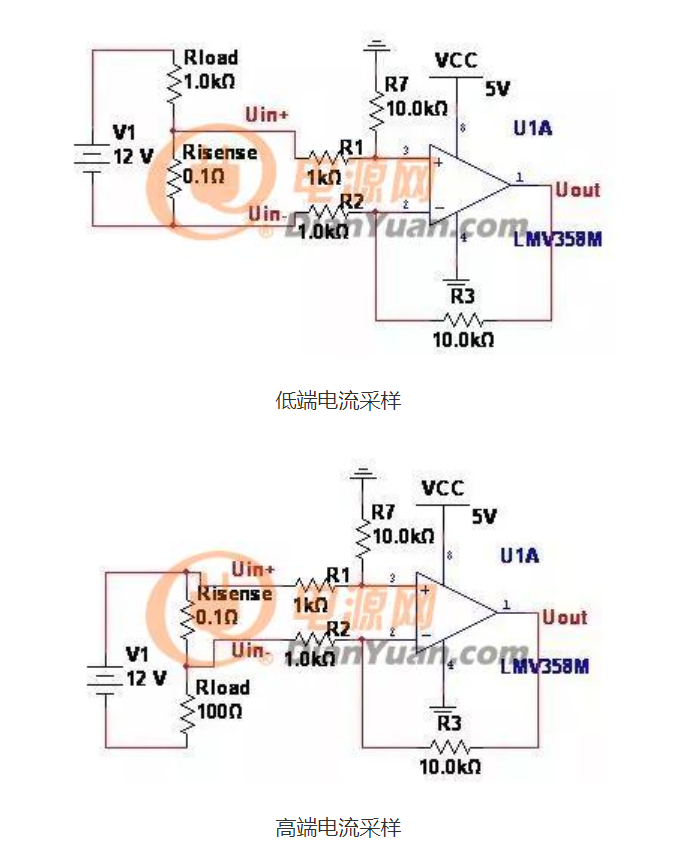 Rload
1.0kΩ
VCC
5V
R7
10.0kΩ
8
U1A
Uin+
V1
12 V
Risense
0.1Ω
R1
1kΩ
3
+
1
Uout
电源网
Uin-
R2
1.0kΩ
2
−
® DianYuan.com
4
LMV358M
R3
10.0kΩ
低端电流采样
VCC
5V
R7
10.0kΩ
8
U1A
Uin+
Risense
0.1Ω
R1
1kΩ
3
+
1
Uout
电源网
Uin-
R2
1.0kΩ
2
−
® DianYuan.com
4
LMV358M
V1
12 V
Rload
100Ω
R3
10.0kΩ
高端电流采样